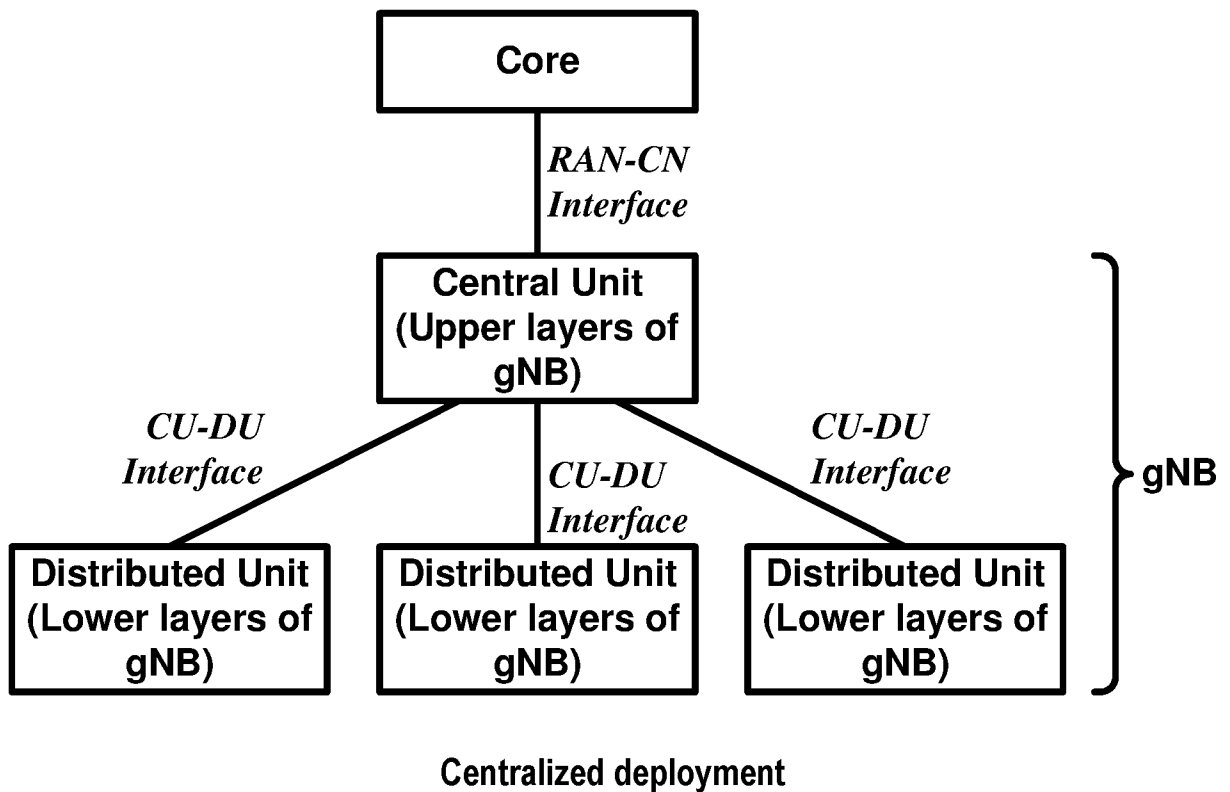 Core
RAN-CN
Interface
Central Unit
(Upper layers of
gNB)
CU-DU
Interface
CU-DU
Interface
CU-DU
Interface
gNB
Distributed Unit
(Lower layers of
gNB)
Distributed Unit
(Lower layers of
gNB)
Distributed Unit
(Lower layers of
gNB)
Centralized deployment